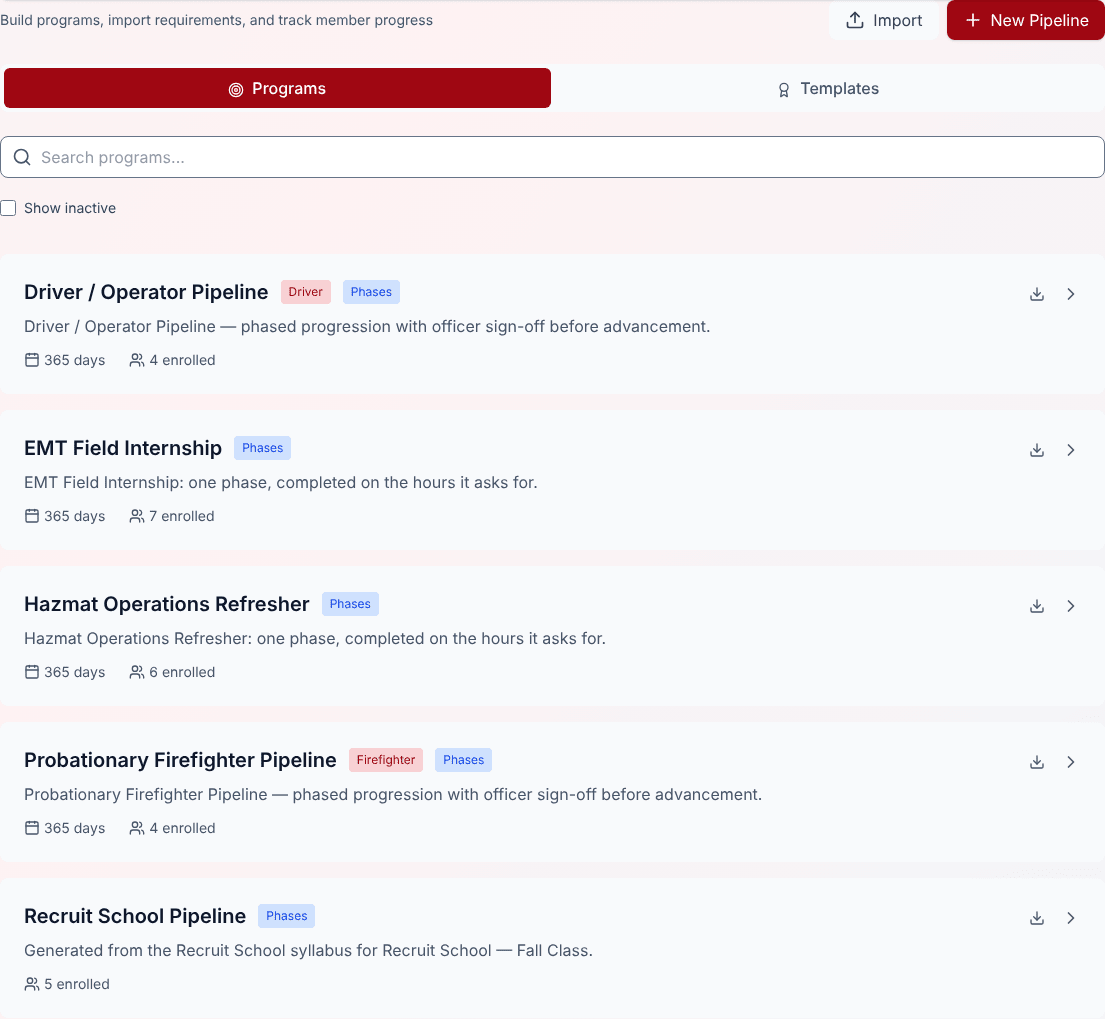 Build programs, import requirements, and track member progress
Import
New Pipeline
Programs
Templates
Search programs...
Show inactive
Driver / Operator Pipeline Driver Phases
Driver / Operator Pipeline — phased progression with officer sign-off before advancement.
365 days 4 enrolled
EMT Field Internship Phases
EMT Field Internship: one phase, completed on the hours it asks for.
365 days 7 enrolled
Hazmat Operations Refresher Phases
Hazmat Operations Refresher: one phase, completed on the hours it asks for.
365 days 6 enrolled
Probationary Firefighter Pipeline Firefighter Phases
Probationary Firefighter Pipeline — phased progression with officer sign-off before advancement.
365 days 4 enrolled
Recruit School Pipeline Phases
Generated from the Recruit School syllabus for Recruit School — Fall Class.
5 enrolled